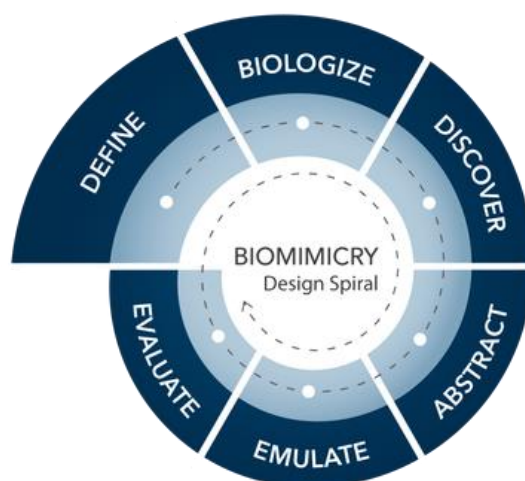 DEFINE
BIOLOGIZE
DISCOVER
ABSTRACT
EMULATE
EVALUATE
BIOMIMICRY
Design Spiral